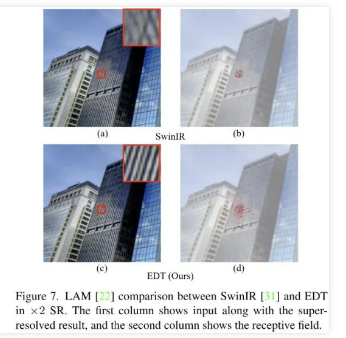 (a)
SwinIR
(b)
(c)
EDT (Ours)
(d)
Figure 7. LAM [22] comparison between SwinIR [31] and EDT
in ×2 SR. The first column shows input along with the super-
resolved result, and the second column shows the receptive field.